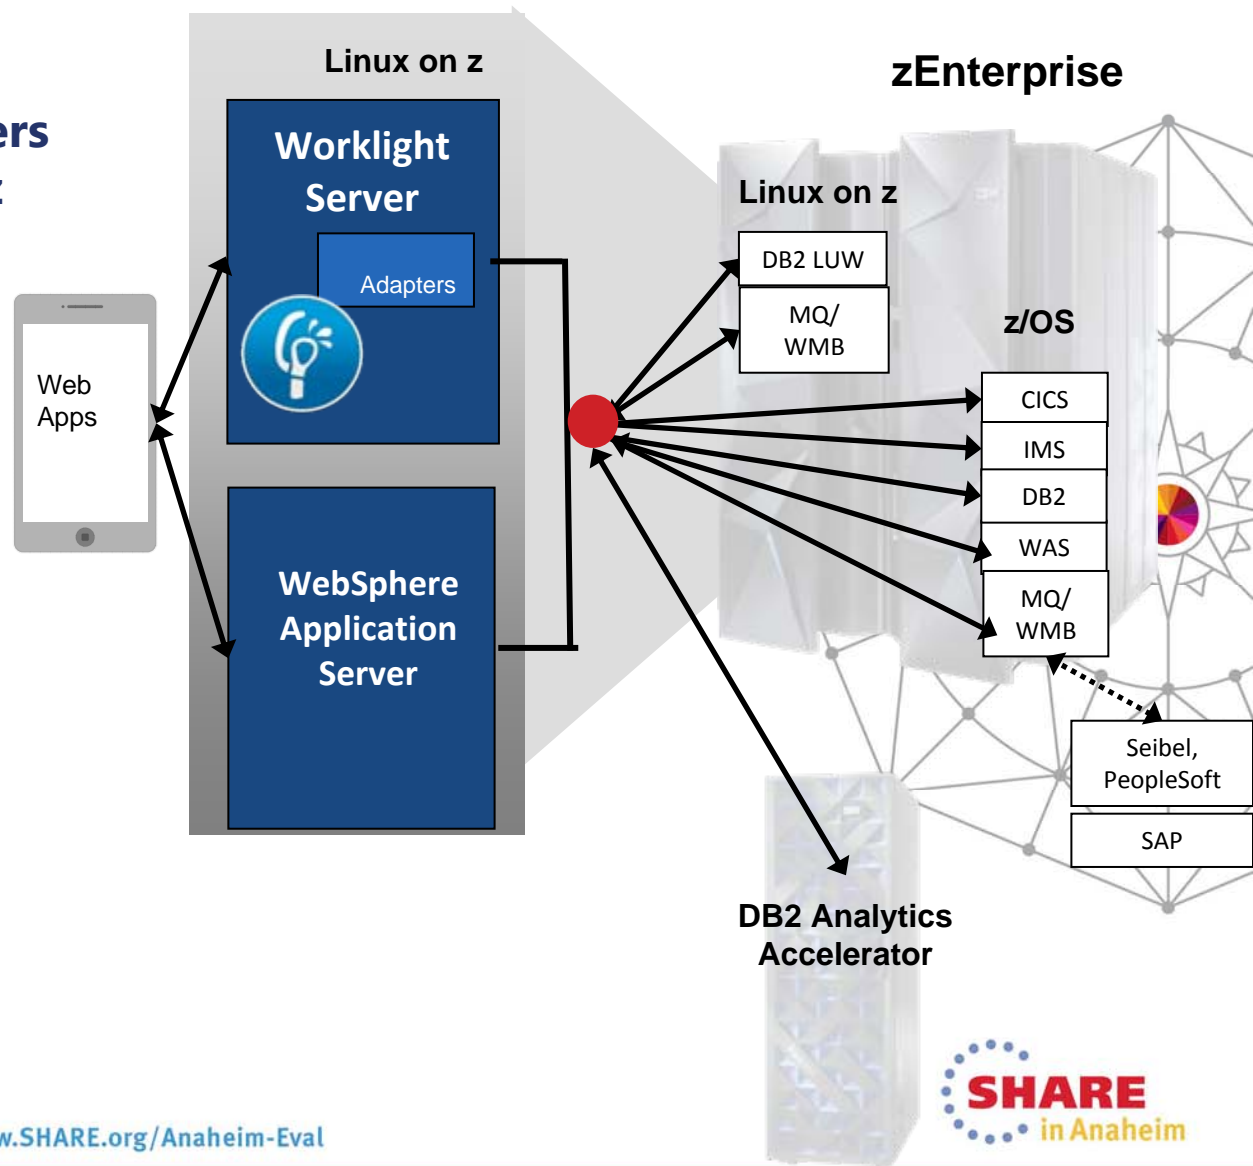 ers
z
Linux on z
Worklight
Server
Adapters
Web
Apps
WebSphere
Application
Server
zEnterprise
Linux on z
DB2 LUW
MQ/
WMB
z/OS
CICS
IMS
DB2
WAS
MQ/
WMB
Seibel,
PeopleSoft
SAP
DB2 Analytics
Accelerator
SHARE
in Anaheim
w.SHARE.org/Anaheim-Eval